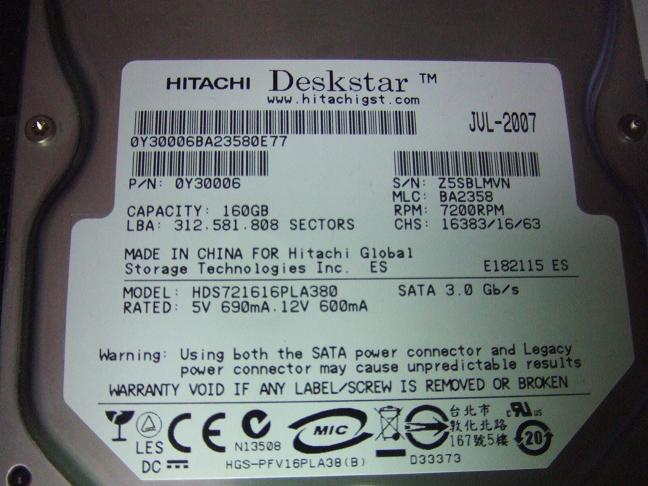 HITACHI Deskstar™
www.hitachigst.com
JUL-2007
0Y30006BA23580E77
P/N: 0Y30006
S/N: Z5SBLMVN
MLC: BA2358
CAPACITY: 160GB
RPM: 7200RPM
LBA: 312.581.808 SECTORS
CHS: 16383/16/63
MADE IN CHINA FOR Hitachi Global
Storage Technologies Inc. ES
E182115 ES
MODEL: HDS721616PLA380 SATA 3.0 Gb/s
RATED: 5V 690mA.12V 600mA
Warning: Using both the SATA power connector and Legacy
power connector may cause unpredictable results
WARRANTY VOID IF ANY LABEL/SCREW IS REMOVED OR BROKEN
LES
DC
CE
N13508
MIC
台北市
敦化北路
167號5樓
c RU us
20
HGS-PFV16PLA38(B)
D33373